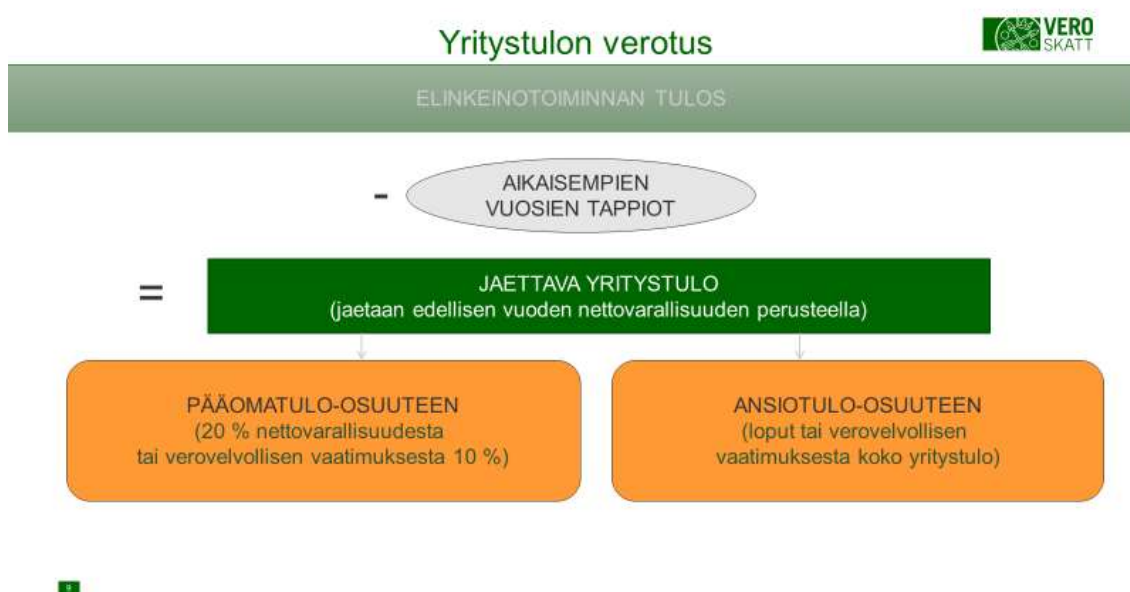 Yritystulon verotus
VERO
SKATT
ELINKEINOTOIMINNAN TULOS
-
AIKAISEMPIEN
VUOSIEN TAPPIOT
=
JAETTAVA YRITYSTULO
(jaetaan edellisen vuoden nettovarallisuuden perusteella)
PÄÄOMATULO-OSUUTEEN
(20 % nettovarallisuudesta
tai verovelvollisen vaatimuksesta 10 %)
ANSIOTULO-OSUUTEEN
(loput tai verovelvollisen
vaatimuksesta koko yritystulo)
9